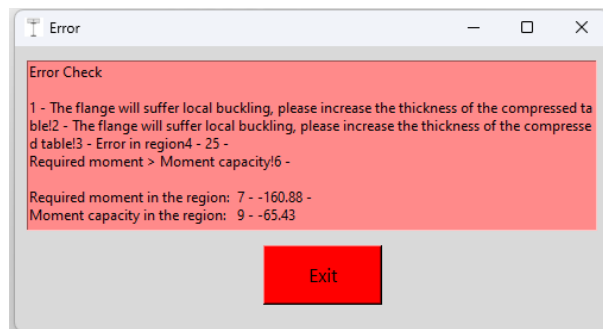 Error
Error Check
1 - The flange will suffer local buckling, please increase the thickness of the compressed ta
ble!2 - The flange will suffer local buckling, please increase the thickness of the compresse
d table!3 - Error in region4 - 25 -
Required moment > Moment capacity!6 -
Required moment in the region:  7 - -160.88 -
Moment capacity in the region:   9 - -65.43
Exit